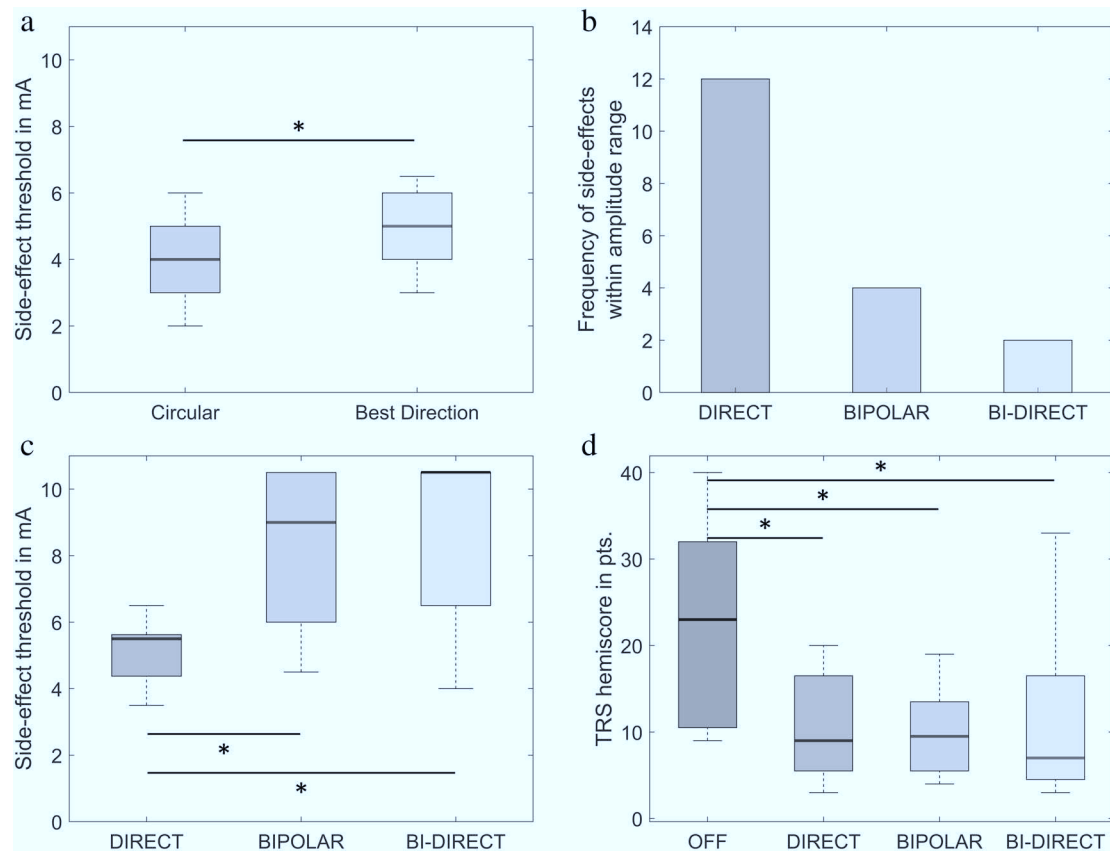 a
Side-effect threshold in mA
10
8
6
4
2
0
*
Circular
Best Direction
b
Frequency of side-effects
within amplitude range
14
12
10
8
6
4
2
0
DIRECT
BIPOLAR
BI-DIRECT
c
Side-effect threshold in mA
10
8
6
4
2
0
*
*
DIRECT
BIPOLAR
BI-DIRECT
d
TRS hemiscore in pts.
40
30
20
10
0
*
*
*
OFF
DIRECT
BIPOLAR
BI-DIRECT